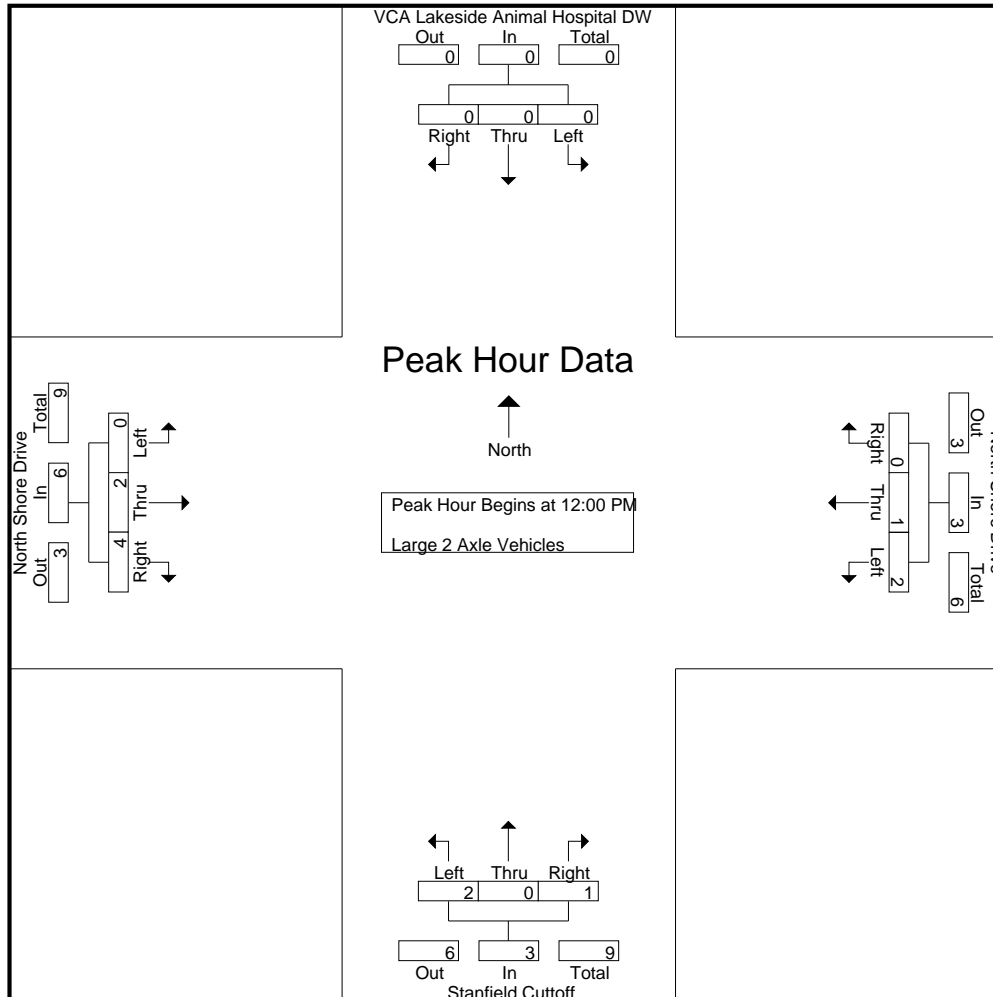 VCA Lakeside Animal Hospital DW
Out In Total
0 0 0
0 0 0
Right Thru Left
Peak Hour Data
North
Peak Hour Begins at 12:00 PM
Large 2 Axle Vehicles
North Shore Drive
Total In Out
9 6 3
0 2 4
Left Thru Right
Right Thru Left
0 1 2
Out In Total
3 3 6
Left Thru Right
2 0 1
6 3 9
Out In Total
Stanfield Cuttoff